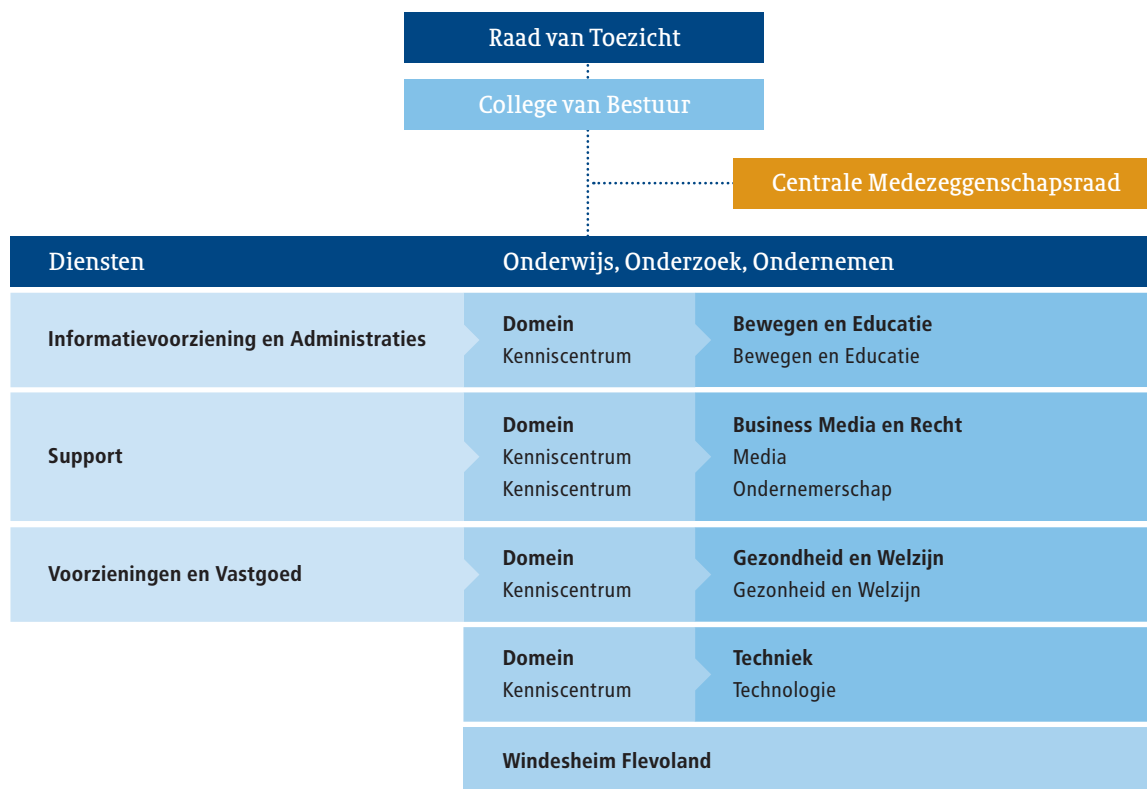 Raad van Toezicht
College van Bestuur
Centrale Medezeggenschapsraad
Diensten
Onderwijs, Onderzoek, Ondernemen
Informatievoorziening en Administraties
Domein
Bewegen en Educatie
Kenniscentrum
Bewegen en Educatie
Support
Domein
Business Media en Recht
Kenniscentrum
Media
Kenniscentrum
Ondernemerschap
Voorzieningen en Vastgoed
Domein
Gezondheid en Welzijn
Kenniscentrum
Gezonheid en Welzijn
Domein
Techniek
Kenniscentrum
Technologie
Windesheim Flevoland